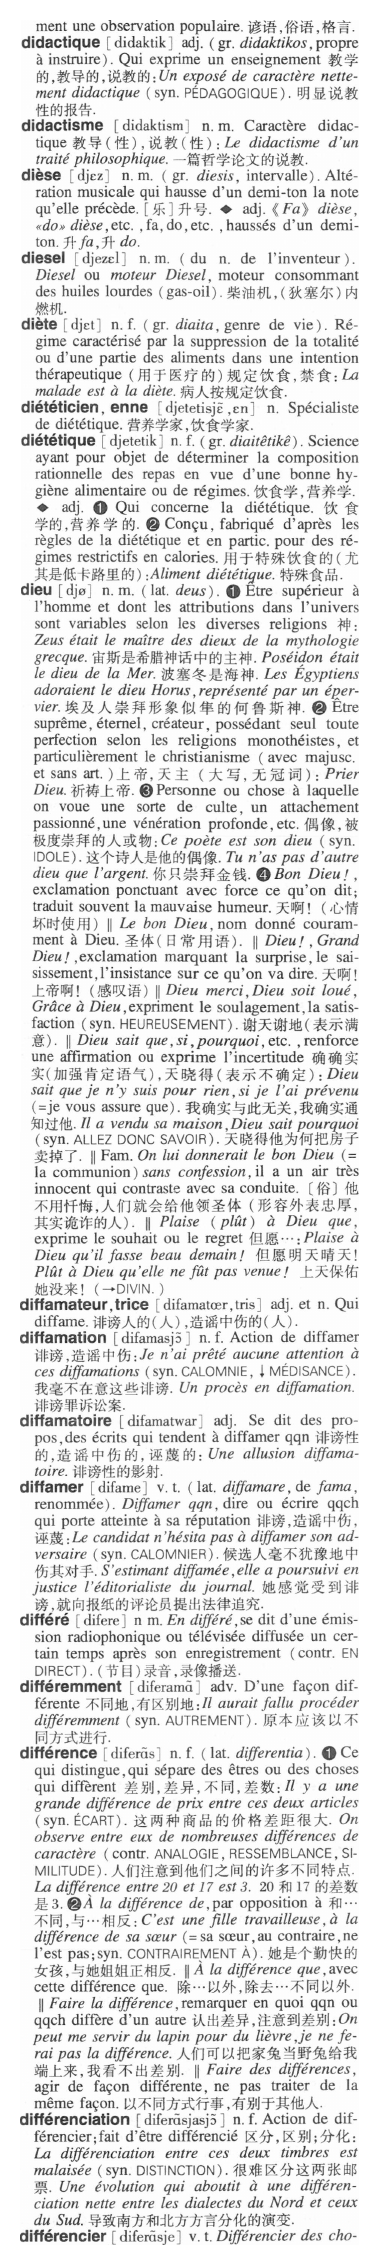 ment une observation populaire. 谚语,俗语,格言.
didactique [didaktik] adj. (gr. didaktikos, propre
à instruire). Qui exprime un enseignement 教学
的,教导的,说教的:Un exposé de caractère nette-
ment didactique (syn. PÉDAGOGIQUE). 明显说教
性的报告.
didactisme [didaktism] n. m. Caractère didac-
tique 教导(性),说教(性):Le didactisme d'un
traité philosophique. 一篇哲学论文的说教.
dièse [djɛz] n. m. (gr. diesis, intervalle). Alté-
ration musicale qui hausse d'un demi-ton la note
qu'elle précède. [乐]升号. ◆ adj.《Fa》dièse,
«do» dièse,etc., fa, do, etc., haussés d'un demi-
ton. 升fa,升do.
diesel [djezɛl] n. m. (du n. de l'inventeur).
Diesel ou moteur Diesel, moteur consommant
des huiles lourdes (gas-oil). 柴油机,(狄塞尔)内
燃机.
diète [djɛt] n. f. (gr. diaita, genre de vie). Ré-
gime caractérisé par la suppression de la totalité
ou d'une partie des aliments dans une intention
thérapeutique (用于医疗的)规定饮食,禁食:La
malade est à la diète. 病人按规定饮食.
diététicien, enne [djetetisjɛ̃,ɛn] n. Spécialiste
de diététique. 营养学家,饮食学家.
diététique [djetetik] n. f. (gr. diaitêtikê). Science
ayant pour objet de déterminer la composition
rationnelle des repas en vue d'une bonne hy-
giène alimentaire ou de régimes. 饮食学,营养学.
◆ adj. ❶ Qui concerne la diététique. 饮食
学的,营养学的. ❷ Conçu, fabriqué d'après les
règles de la diététique et en partic. pour des ré-
gimes restrictifs en calories. 用于特殊饮食的(尤
其是低卡路里的):Aliment diététique. 特殊食品.
dieu [djø] n. m. (lat. deus). ❶ Être supérieur à
l'homme et dont les attributions dans l'univers
sont variables selon les diverses religions 神:
Zeus était le maître des dieux de la mythologie
grecque. 宙斯是希腊神话中的主神. Poséidon était
le dieu de la Mer. 波塞冬是海神. Les Égyptiens
adoraient le dieu Horus, représenté par un éper-
vier. 埃及人崇拜形象似隼的何鲁斯神. ❷ Être
suprême, éternel, créateur, possédant seul toute
perfection selon les religions monothéistes, et
particulièrement le christianisme (avec majusc.
et sans art.)上帝,天主 (大写,无冠词): Prier
Dieu. 祈祷上帝. ❸ Personne ou chose à laquelle
on voue une sorte de culte, un attachement
passionné,une vénération profonde, etc. 偶像,被
极度崇拜的人或物:Ce poète est son dieu (syn.
IDOLE). 这个诗人是他的偶像. Tu n'as pas d'autre
dieu que l'argent. 你只崇拜金钱. ❹ Bon Dieu!,
exclamation ponctuant avec force ce qu'on dit;
traduit souvent la mauvaise humeur. 天啊! (心情
坏时使用) ‖ Le bon Dieu, nom donné couram-
ment à Dieu. 圣体(日常用语). ‖ Dieu!, Grand
Dieu!,exclamation marquant la surprise, le sai-
sissement,l'insistance sur ce qu'on va dire. 天啊!
上帝啊! (感叹语) ‖ Dieu merci, Dieu soit loué,
Grâce à Dieu, expriment le soulagement, la satis-
faction (syn. HEUREUSEMENT). 谢天谢地(表示满
意). ‖ Dieu sait que, si, pourquoi, etc., renforce
une affirmation ou exprime l'incertitude 确确实
实(加强肯定语气),天晓得(表示不确定): Dieu
sait que je n'y suis pour rien, si je l'ai prévenu
(=je vous assure que). 我确实与此无关,我确实通
知过他. Il a vendu sa maison, Dieu sait pourquoi
(syn. ALLEZ DONC SAVOIR). 天晓得他为何把房子
卖掉了. ‖ Fam. On lui donnerait le bon Dieu (=
la communion) sans confession, il a un air très
innocent qui contraste avec sa conduite. [俗]他
不用忏悔,人们就会给他领圣体 (形容外表忠厚,
其实诡诈的人). ‖ Plaise (plût) à Dieu que,
exprime le souhait ou le regret 但愿…: Plaise à
Dieu qu'il fasse beau demain! 但愿明天晴天!
Plût à Dieu qu'elle ne fût pas venue! 上天保佑
她没来! (→DIVIN.)
diffamateur, trice [difamatœr, tris] adj. et n. Qui
diffame. 诽谤人的(人),造谣中伤的(人).
diffamation [difamasjɔ̃] n. f. Action de diffamer
诽谤,造谣中伤:Je n'ai prêté aucune attention à
ces diffamations (syn. CALOMNIE, ↓ MÉDISANCE).
我毫不在意这些诽谤. Un procès en diffamation.
诽谤罪诉讼案.
diffamatoire [difamatwar] adj. Se dit des pro-
pos,des écrits qui tendent à diffamer qqn 诽谤性
的,造谣中伤的,诬蔑的: Une allusion diffama-
toire. 诽谤性的影射.
diffamer [difame] v. t. (lat. diffamare, de fama,
renommée). Diffamer qqn, dire ou écrire qqch
qui porte atteinte à sa réputation 诽谤,造谣中伤,
诬蔑:Le candidat n'hésita pas à diffamer son ad-
versaire (syn. CALOMNIER). 候选人毫不犹豫地中
伤其对手. S'estimant diffamée, elle a poursuivi en
justice l'éditorialiste du journal. 她感觉受到诽
谤,就向报纸的评论员提出法律追究.
différé [difere] n m. En différé, se dit d'une émis-
sion radiophonique ou télévisée diffusée un cer-
tain temps après son enregistrement (contr. EN
DIRECT). (节目)录音,录像播送.
différemment [diferamɑ̃] adv. D'une façon dif-
férente 不同地,有区别地:Il aurait fallu procéder
différemment (syn. AUTREMENT). 原本应该以不
同方式进行.
différence [diferɑ̃s] n. f. (lat. differentia). ❶ Ce
qui distingue, qui sépare des êtres ou des choses
qui diffèrent 差别,差异,不同,差数: Il y a une
grande différence de prix entre ces deux articles
(syn. ÉCART). 这两种商品的价格差距很大. On
observe entre eux de nombreuses différences de
caractère (contr. ANALOGIE, RESSEMBLANCE, SI-
MILITUDE). 人们注意到他们之间的许多不同特点.
La différence entre 20 et 17 est 3. 20 和 17 的差数
是 3. ❷ À la différence de, par opposition à 和…
不同,与…相反: C'est une fille travailleuse, à la
différence de sa sœur (= sa sœur, au contraire, ne
l'est pas; syn. CONTRAIREMENT À). 她是个勤快的
女孩,与她姐姐正相反. ‖ À la différence que, avec
cette différence que. 除…以外,除去…不同以外.
‖ Faire la différence, remarquer en quoi qqn ou
qqch diffère d'un autre 认出差异,注意到差别:On
peut me servir du lapin pour du lièvre, je ne fe-
rai pas la différence. 人们可以把家兔当野兔给我
端上来,我看不出差别. ‖ Faire des différences,
agir de façon différente, ne pas traiter de la
même façon. 以不同方式行事,有别于其他人.
différenciation [diferɑ̃sjasjɔ̃] n. f. Action de dif-
férencier; fait d'être différencié 区分,区别;分化:
La différenciation entre ces deux timbres est
malaisée (syn. DISTINCTION). 很难区分这两张邮
票. Une évolution qui aboutit à une différen-
ciation nette entre les dialectes du Nord et ceux
du Sud. 导致南方和北方方言分化的演变.
différencier [diferɑ̃sje] v. t. Différencier des cho-